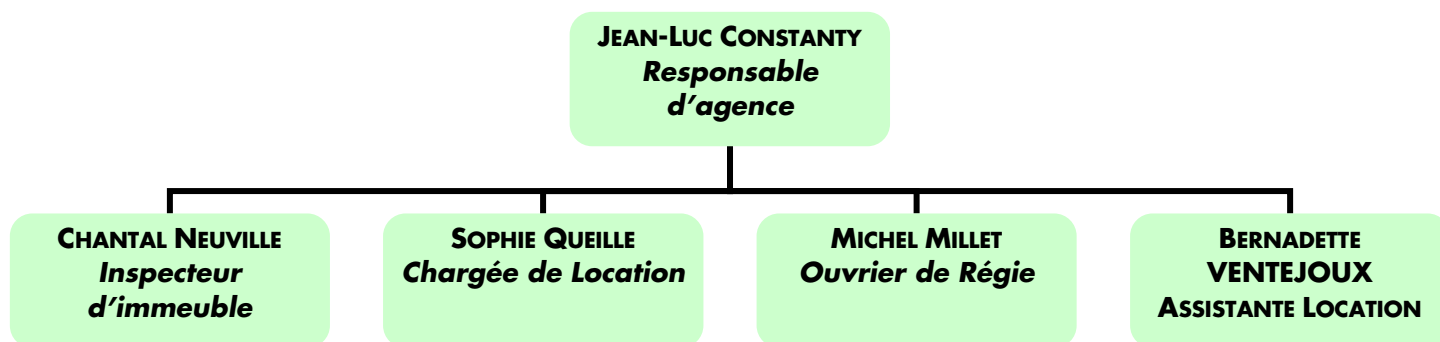 JEAN-LUC CONSTANTY
Responsable
d'agence
CHANTAL NEUVILLE
Inspecteur
d'immeuble
SOPHIE QUEILLE
Chargée de Location
MICHEL MILLET
Ouvrier de Régie
BERNADETTE
VENTEJOUX
ASSISTANTE LOCATION